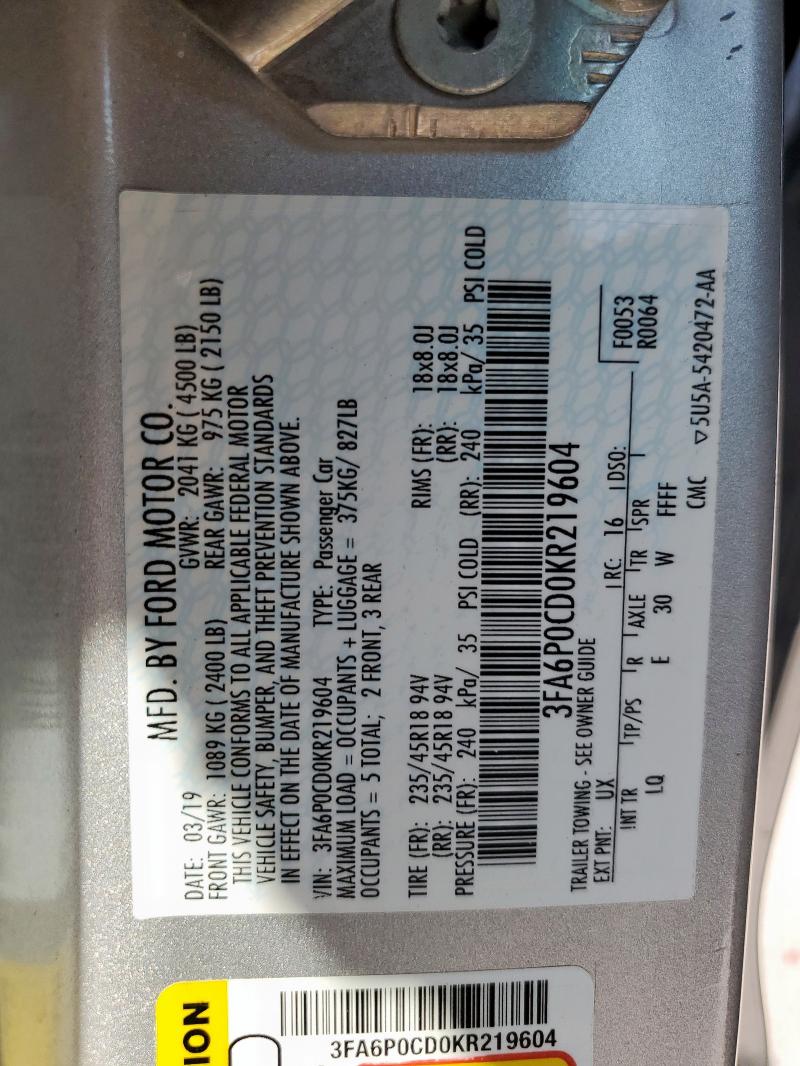 MFD. BY FORD MOTOR CO.
DATE: 03/19 GVWR: 2041 KG ( 4500 LB)
FRONT GAWR: 1089 KG ( 2400 LB) REAR GAWR: 975 KG ( 2150 LB)
THIS VEHICLE CONFORMS TO ALL APPLICABLE FEDERAL MOTOR
VEHICLE SAFETY, BUMPER, AND THEFT PREVENTION STANDARDS
IN EFFECT ON THE DATE OF MANUFACTURE SHOWN ABOVE.
VIN: 3FA6P0CD0KR219604 TYPE: Passenger Car
MAXIMUM LOAD = OCCUPANTS + LUGGAGE = 375KG/ 827LB
OCCUPANTS = 5 TOTAL; 2 FRONT, 3 REAR
TIRE (FR): 235/45R18 94V RIMS (FR): 18x8.0J
(RR): 235/45R18 94V (RR): 18x8.0J
PRESSURE (FR): 240 kPa/ 35 PSI COLD (RR): 240 kPa/ 35 PSI COLD
3FA6P0CD0KR219604
TRAILER TOWING - SEE OWNER GUIDE
F0053
R0064
EXT PNT: UX RC: 16 DSO:
INT TR TP/PS R AXLE TR SPR
LQ E 30 W FFFF
CMC ▽5U5A-5420472-AA
ION
3FA6P0CD0KR219604